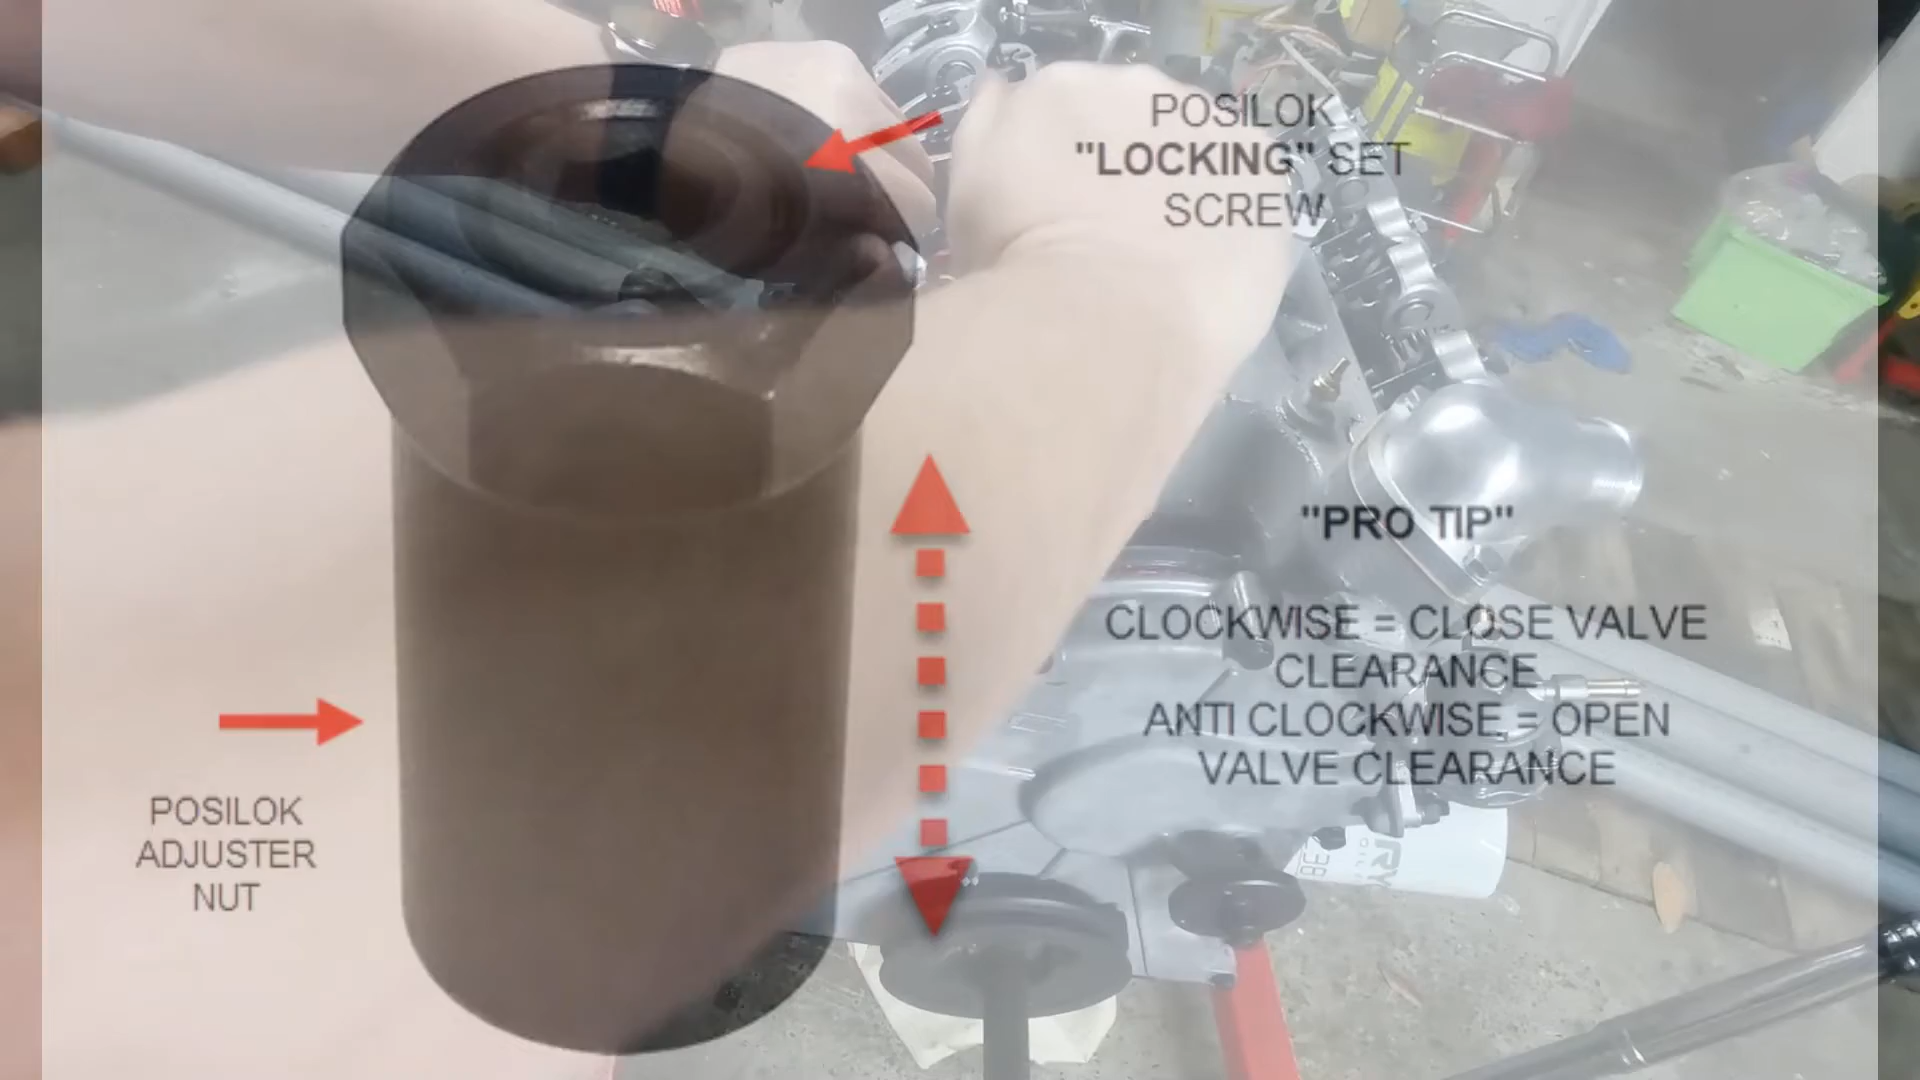 POSILOK
"LOCKING" SET
SCREW
"PRO TIP"
CLOCKWISE = CLOSE VALVE
CLEARANCE
ANTI CLOCKWISE = OPEN
VALVE CLEARANCE
POSILOK
ADJUSTER
NUT